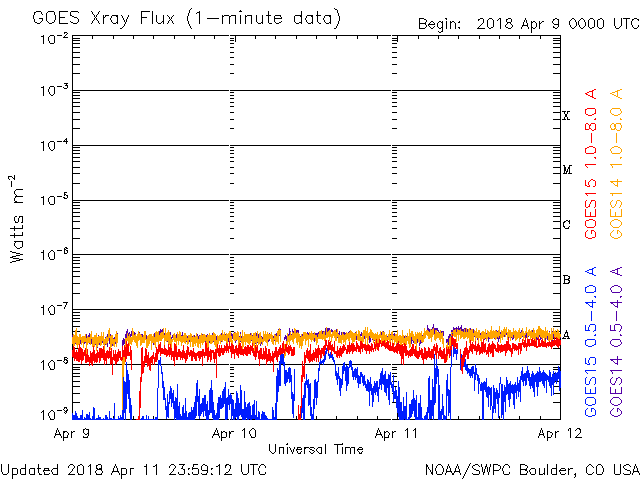 GOES Xray Flux (1-minute data)
Begin: 2018 Apr 9 0000 UTC
Watts m⁻²
10⁻²
10⁻³
10⁻⁴
10⁻⁵
10⁻⁶
10⁻⁷
10⁻⁸
10⁻⁹
X
M
C
B
A
GOES15 1.0-8.0 A
GOES14 1.0-8.0 A
GOES15 0.5-4.0 A
GOES14 0.5-4.0 A
Apr 9 Apr 10 Apr 11 Apr 12
Universal Time
Updated 2018 Apr 11 23:59:12 UTC
NOAA/SWPC Boulder, CO USA